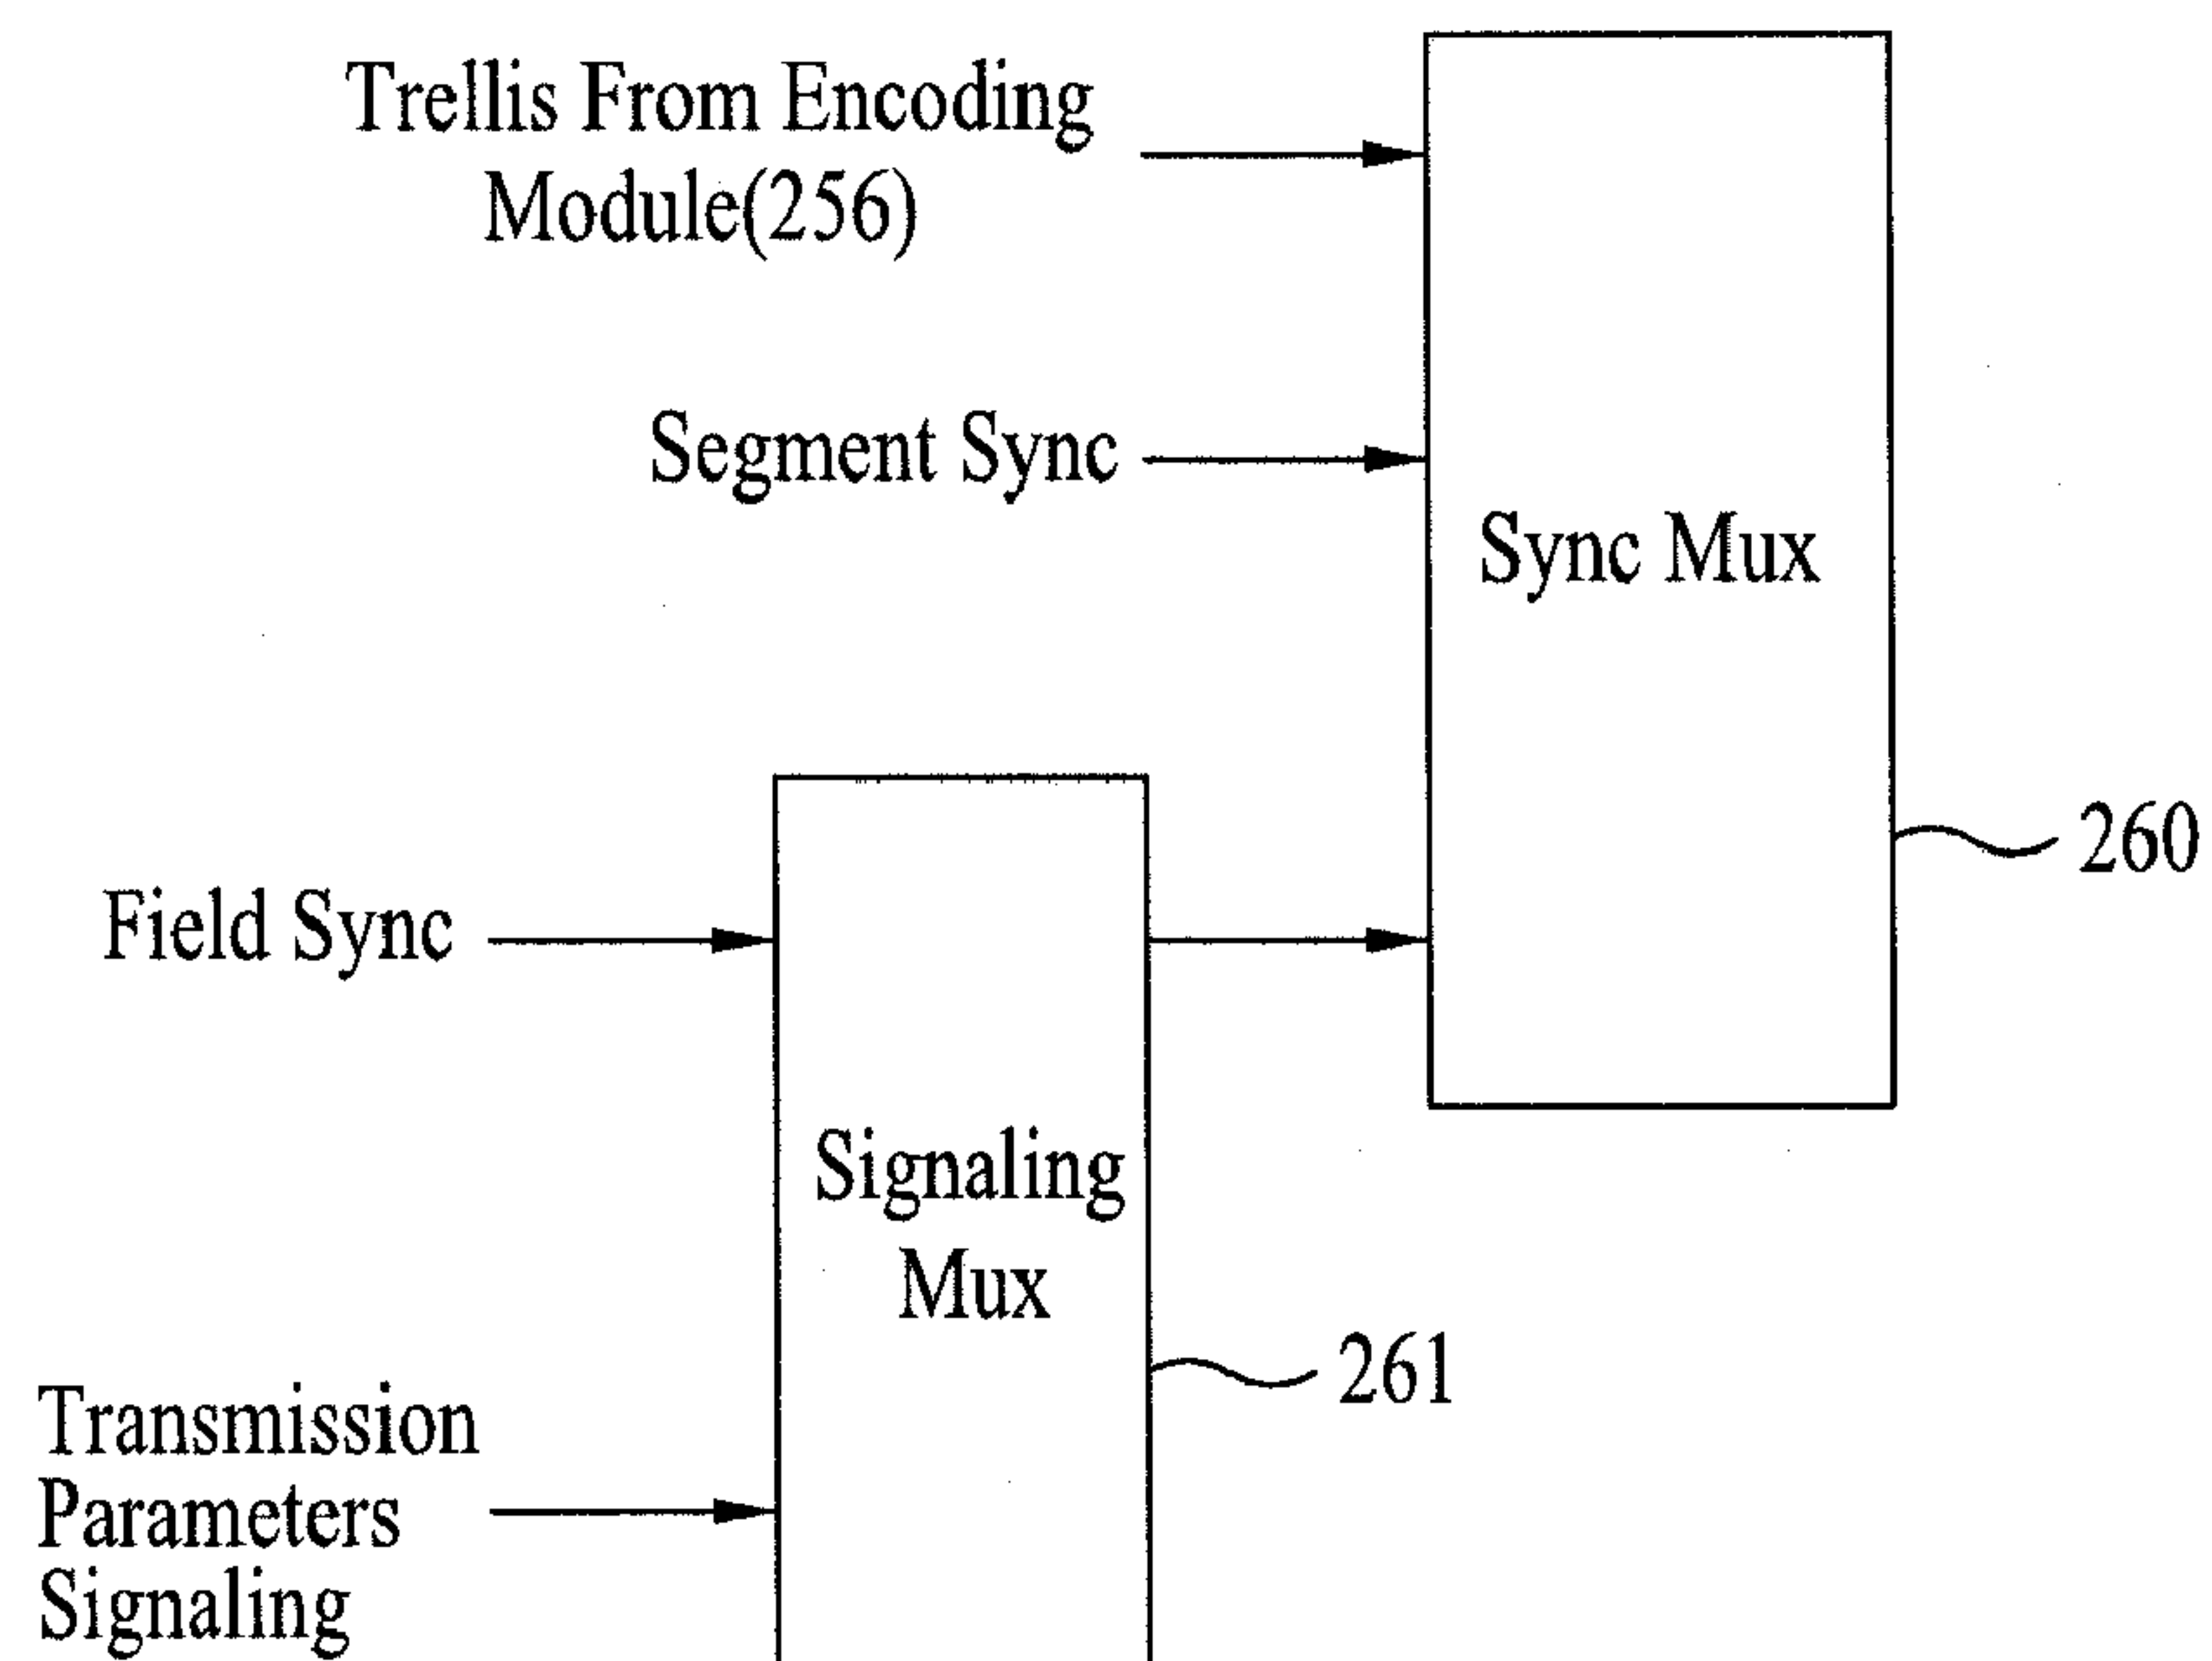 Trellis From Encoding
Module(256)
Segment Sync
Sync Mux
260
Field Sync
Signaling
Mux
261
Transmission
Parameters
Signaling